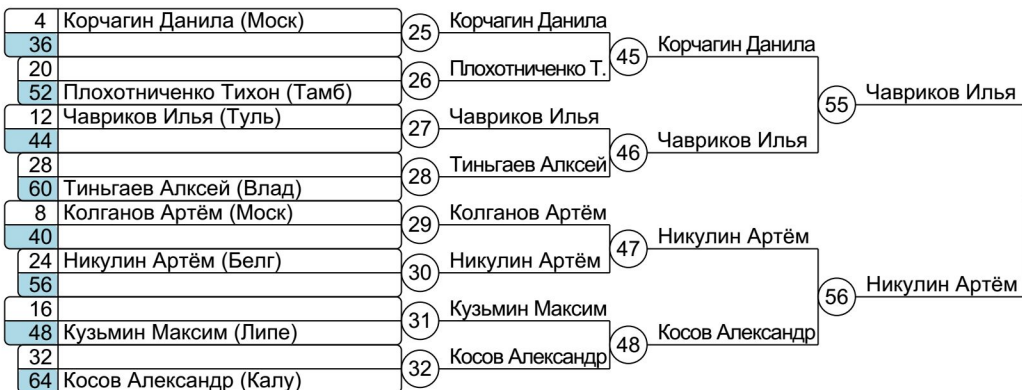 4 Корчагин Данила (Моск)
36
25
Корчагин Данила
20
52 Плохотниченко Тихон (Тамб)
26
Плохотниченко Т.
45
Корчагин Данила
12 Чавриков Илья (Туль)
44
27
Чавриков Илья
28
60 Тиньгаев Алксей (Влад)
28
Тиньгаев Алксей
46
Чавриков Илья
55
Чавриков Илья
8 Колганов Артём (Моск)
40
29
Колганов Артём
24 Никулин Артём (Белг)
56
30
Никулин Артём
47
Никулин Артём
16
48 Кузьмин Максим (Липе)
31
Кузьмин Максим
32
64 Косов Александр (Калу)
32
Косов Александр
48
Косов Александр
56
Никулин Артём